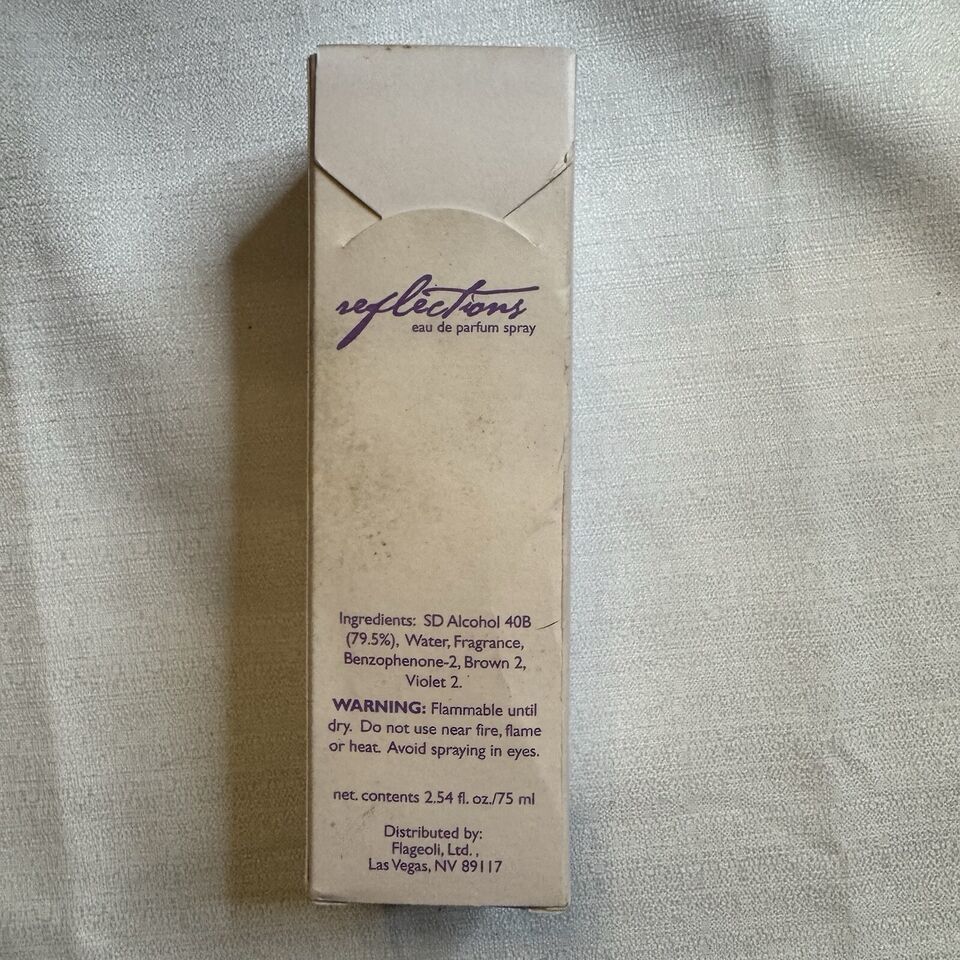 reflections
eau de parfum spray
Ingredients: SD Alcohol 40B
(79.5%), Water, Fragrance,
Benzophenone-2, Brown 2,
Violet 2.
WARNING: Flammable until
dry. Do not use near fire, flame
or heat. Avoid spraying in eyes.
net. contents 2.54 fl. oz./75 ml
Distributed by:
Flageoli, Ltd.,
Las Vegas, NV 89117